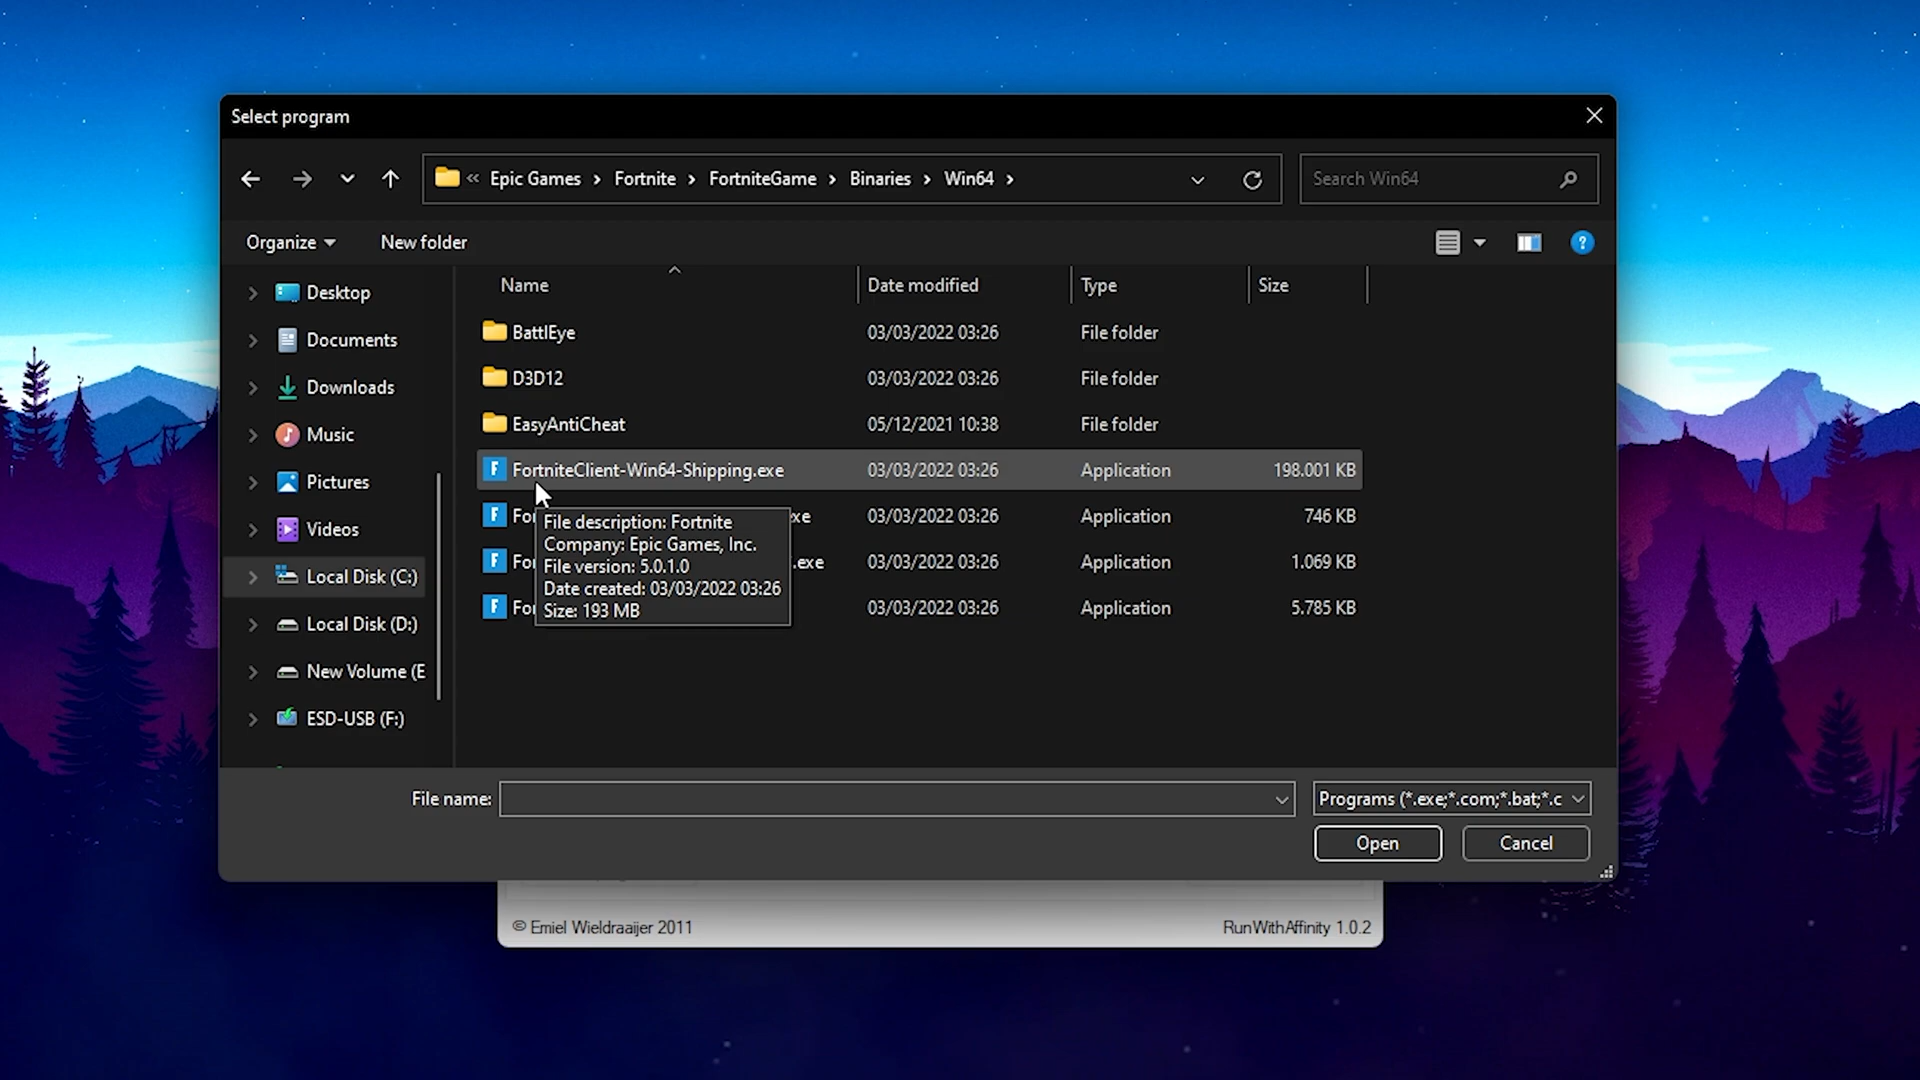 Select program
« Epic Games › Fortnite › FortniteGame › Binaries › Win64 ›
Search Win64
Organize
New folder
Name
Date modified
Type
Size
Desktop
Documents
Downloads
Music
Pictures
Videos
Local Disk (C:)
Local Disk (D:)
New Volume (E
ESD-USB (F:)
BattlEye 03/03/2022 03:26 File folder
D3D12 03/03/2022 03:26 File folder
EasyAntiCheat 05/12/2021 10:38 File folder
FortniteClient-Win64-Shipping.exe 03/03/2022 03:26 Application 198.001 KB
03/03/2022 03:26 Application 746 KB
.exe 03/03/2022 03:26 Application 1.069 KB
03/03/2022 03:26 Application 5.785 KB
File description: Fortnite
Company: Epic Games, Inc.
File version: 5.0.1.0
Date created: 03/03/2022 03:26
Size: 193 MB
File name:
Programs (*.exe;*.com;*.bat;*.c
Open
Cancel
© Emiel Wieldraaijer 2011
RunWithAffinity 1.0.2